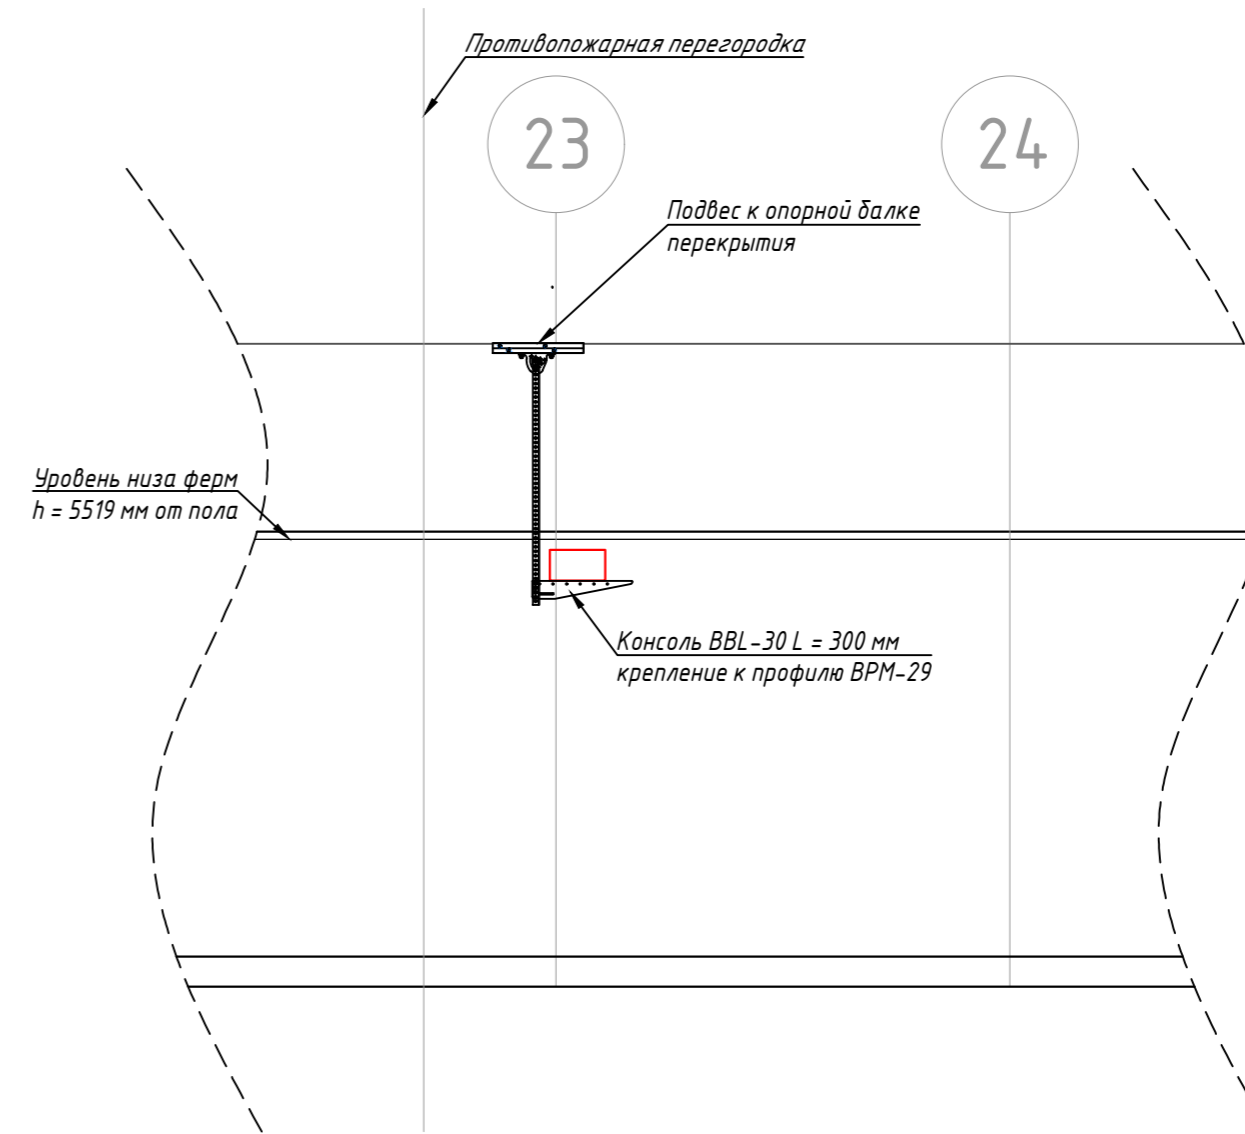 Противопожарная перегородка
23
24
Подвес к опорной балке
перекрытия
Уровень низа ферм
h = 5519 мм от пола
Консоль BBL-30 L = 300 мм
крепление к профилю BPM-29